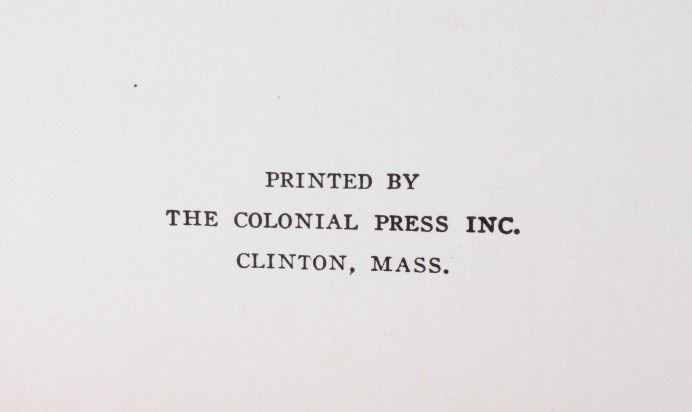 PRINTED BY
THE COLONIAL PRESS INC.
CLINTON, MASS.